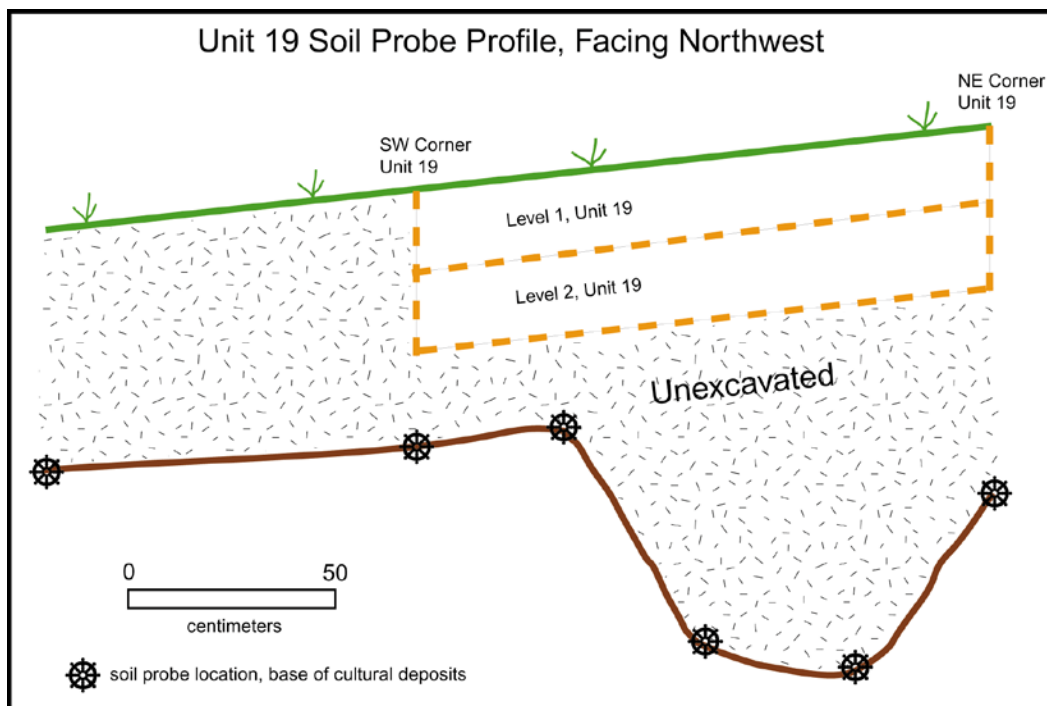 Unit 19 Soil Probe Profile, Facing Northwest
NE Corner
Unit 19
SW Corner
Unit 19
Level 1, Unit 19
Level 2, Unit 19
Unexcavated
0 50
centimeters
soil probe location, base of cultural deposits